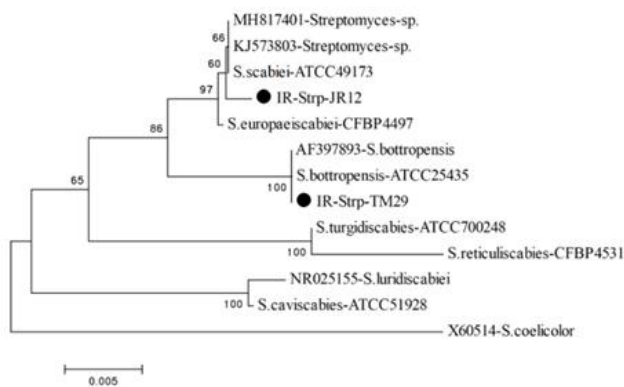 MH817401-Streptomyces-sp.
66
KJ573803-Streptomyces-sp.
60
S.scabiei-ATCC49173
97
IR-Strp-JR12
S.europaeiscabiei-CFBP4497
86
AF397893-S.bottropensis
S.bottropensis-ATCC25435
100
IR-Strp-TM29
65
S.turgidiscabies-ATCC700248
100
S.reticuliscabies-CFBP4531
NR025155-S.luridiscabiei
100
S.caviscabies-ATCC51928
X60514-S.coelicolor
0.005